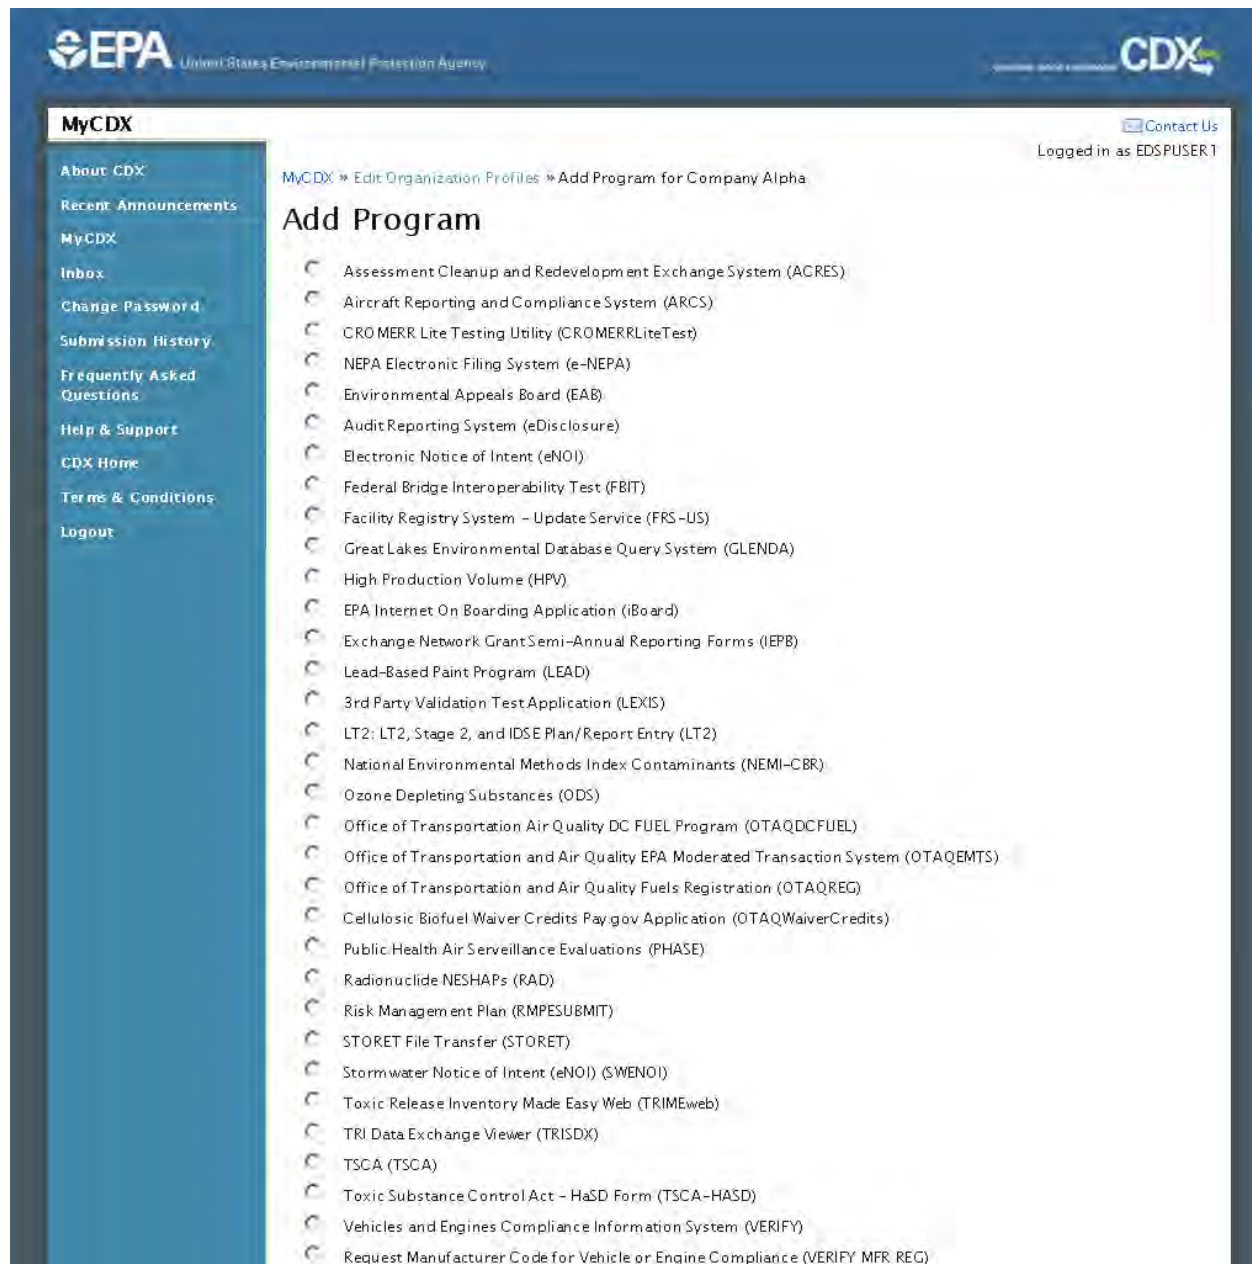 EPA United States Environmental Protection Agency
CDX
MyCDX
Contact Us
Logged in as EDSPUSER1
About CDX
Recent Announcements
MyCDX
Inbox
Change Password
Submission History
Frequently Asked
Questions
Help & Support
CDX Home
Terms & Conditions
Logout
MyCDX » Edit Organization Profiles » Add Program for Company Alpha
Add Program
Assessment Cleanup and Redevelopment Exchange System (ACRES)
Aircraft Reporting and Compliance System (ARCS)
CROMERR Lite Testing Utility (CROMERRLiteTest)
NEPA Electronic Filing System (e-NEPA)
Environmental Appeals Board (EAB)
Audit Reporting System (eDisclosure)
Electronic Notice of Intent (eNOI)
Federal Bridge Interoperability Test (FBIT)
Facility Registry System - Update Service (FRS-US)
Great Lakes Environmental Database Query System (GLENDA)
High Production Volume (HPV)
EPA Internet On Boarding Application (iBoard)
Exchange Network Grant Semi-Annual Reporting Forms (IEPB)
Lead-Based Paint Program (LEAD)
3rd Party Validation Test Application (LEXIS)
LT2: LT2, Stage 2, and IDSE Plan/Report Entry (LT2)
National Environmental Methods Index Contaminants (NEMI-CBR)
Ozone Depleting Substances (ODS)
Office of Transportation Air Quality DC FUEL Program (OTAQDCFUEL)
Office of Transportation and Air Quality EPA Moderated Transaction System (OTAQEMTS)
Office of Transportation and Air Quality Fuels Registration (OTAQREG)
Cellulosic Biofuel Waiver Credits Pay.gov Application (OTAQWaiverCredits)
Public Health Air Serveillance Evaluations (PHASE)
Radionuclide NESHAPs (RAD)
Risk Management Plan (RMPESUBMIT)
STORET File Transfer (STORET)
Stormwater Notice of Intent (eNOI) (SWENOI)
Toxic Release Inventory Made Easy Web (TRIMEweb)
TRI Data Exchange Viewer (TRISDX)
TSCA (TSCA)
Toxic Substance Control Act - HaSD Form (TSCA-HASD)
Vehicles and Engines Compliance Information System (VERIFY)
Request Manufacturer Code for Vehicle or Engine Compliance (VERIFY MFR REG)